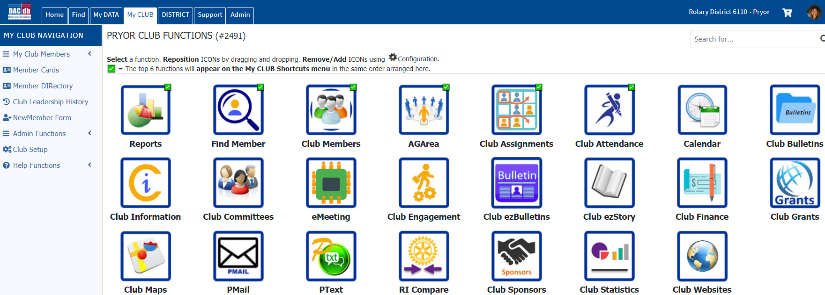 DAC db
Home Find My DATA My CLUB DISTRICT Support Admin
Rotary District 6110 - Pryor
MY CLUB NAVIGATION
My Club Members
Member Cards
Member DIRectory
Club Leadership History
NewMember Form
Admin Functions
Club Setup
Help Functions
PRYOR CLUB FUNCTIONS (#2491)
Search for...
Select a function. Reposition ICONs by dragging and dropping. Remove/Add ICONs using Configuration.
= The top 6 functions will appear on the My CLUB Shortcuts menu in the same order arranged here.
Reports Find Member Club Members AGArea Club Assignments Club Attendance Calendar Bulletins Club Bulletins
Club Information Club Committees eMeeting Club Engagement Bulletin Club ezBulletins Club ezStory Club Finance Grants Club Grants
Club Maps PMAIL PMail txt PText RI Compare Sponsors Club Sponsors Club Statistics Club Websites